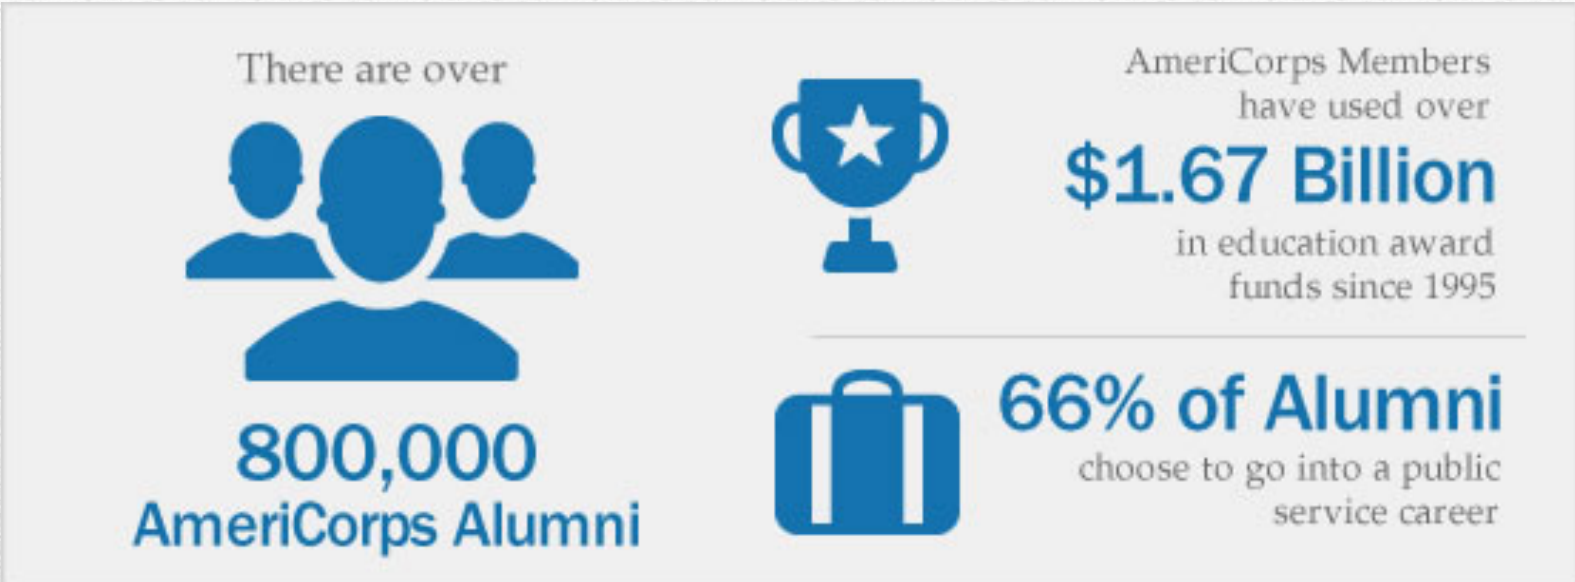 There are over
800,000
AmeriCorps Alumni
AmeriCorps Members
have used over
$1.67 Billion
in education award
funds since 1995
66% of Alumni
choose to go into a public
service career